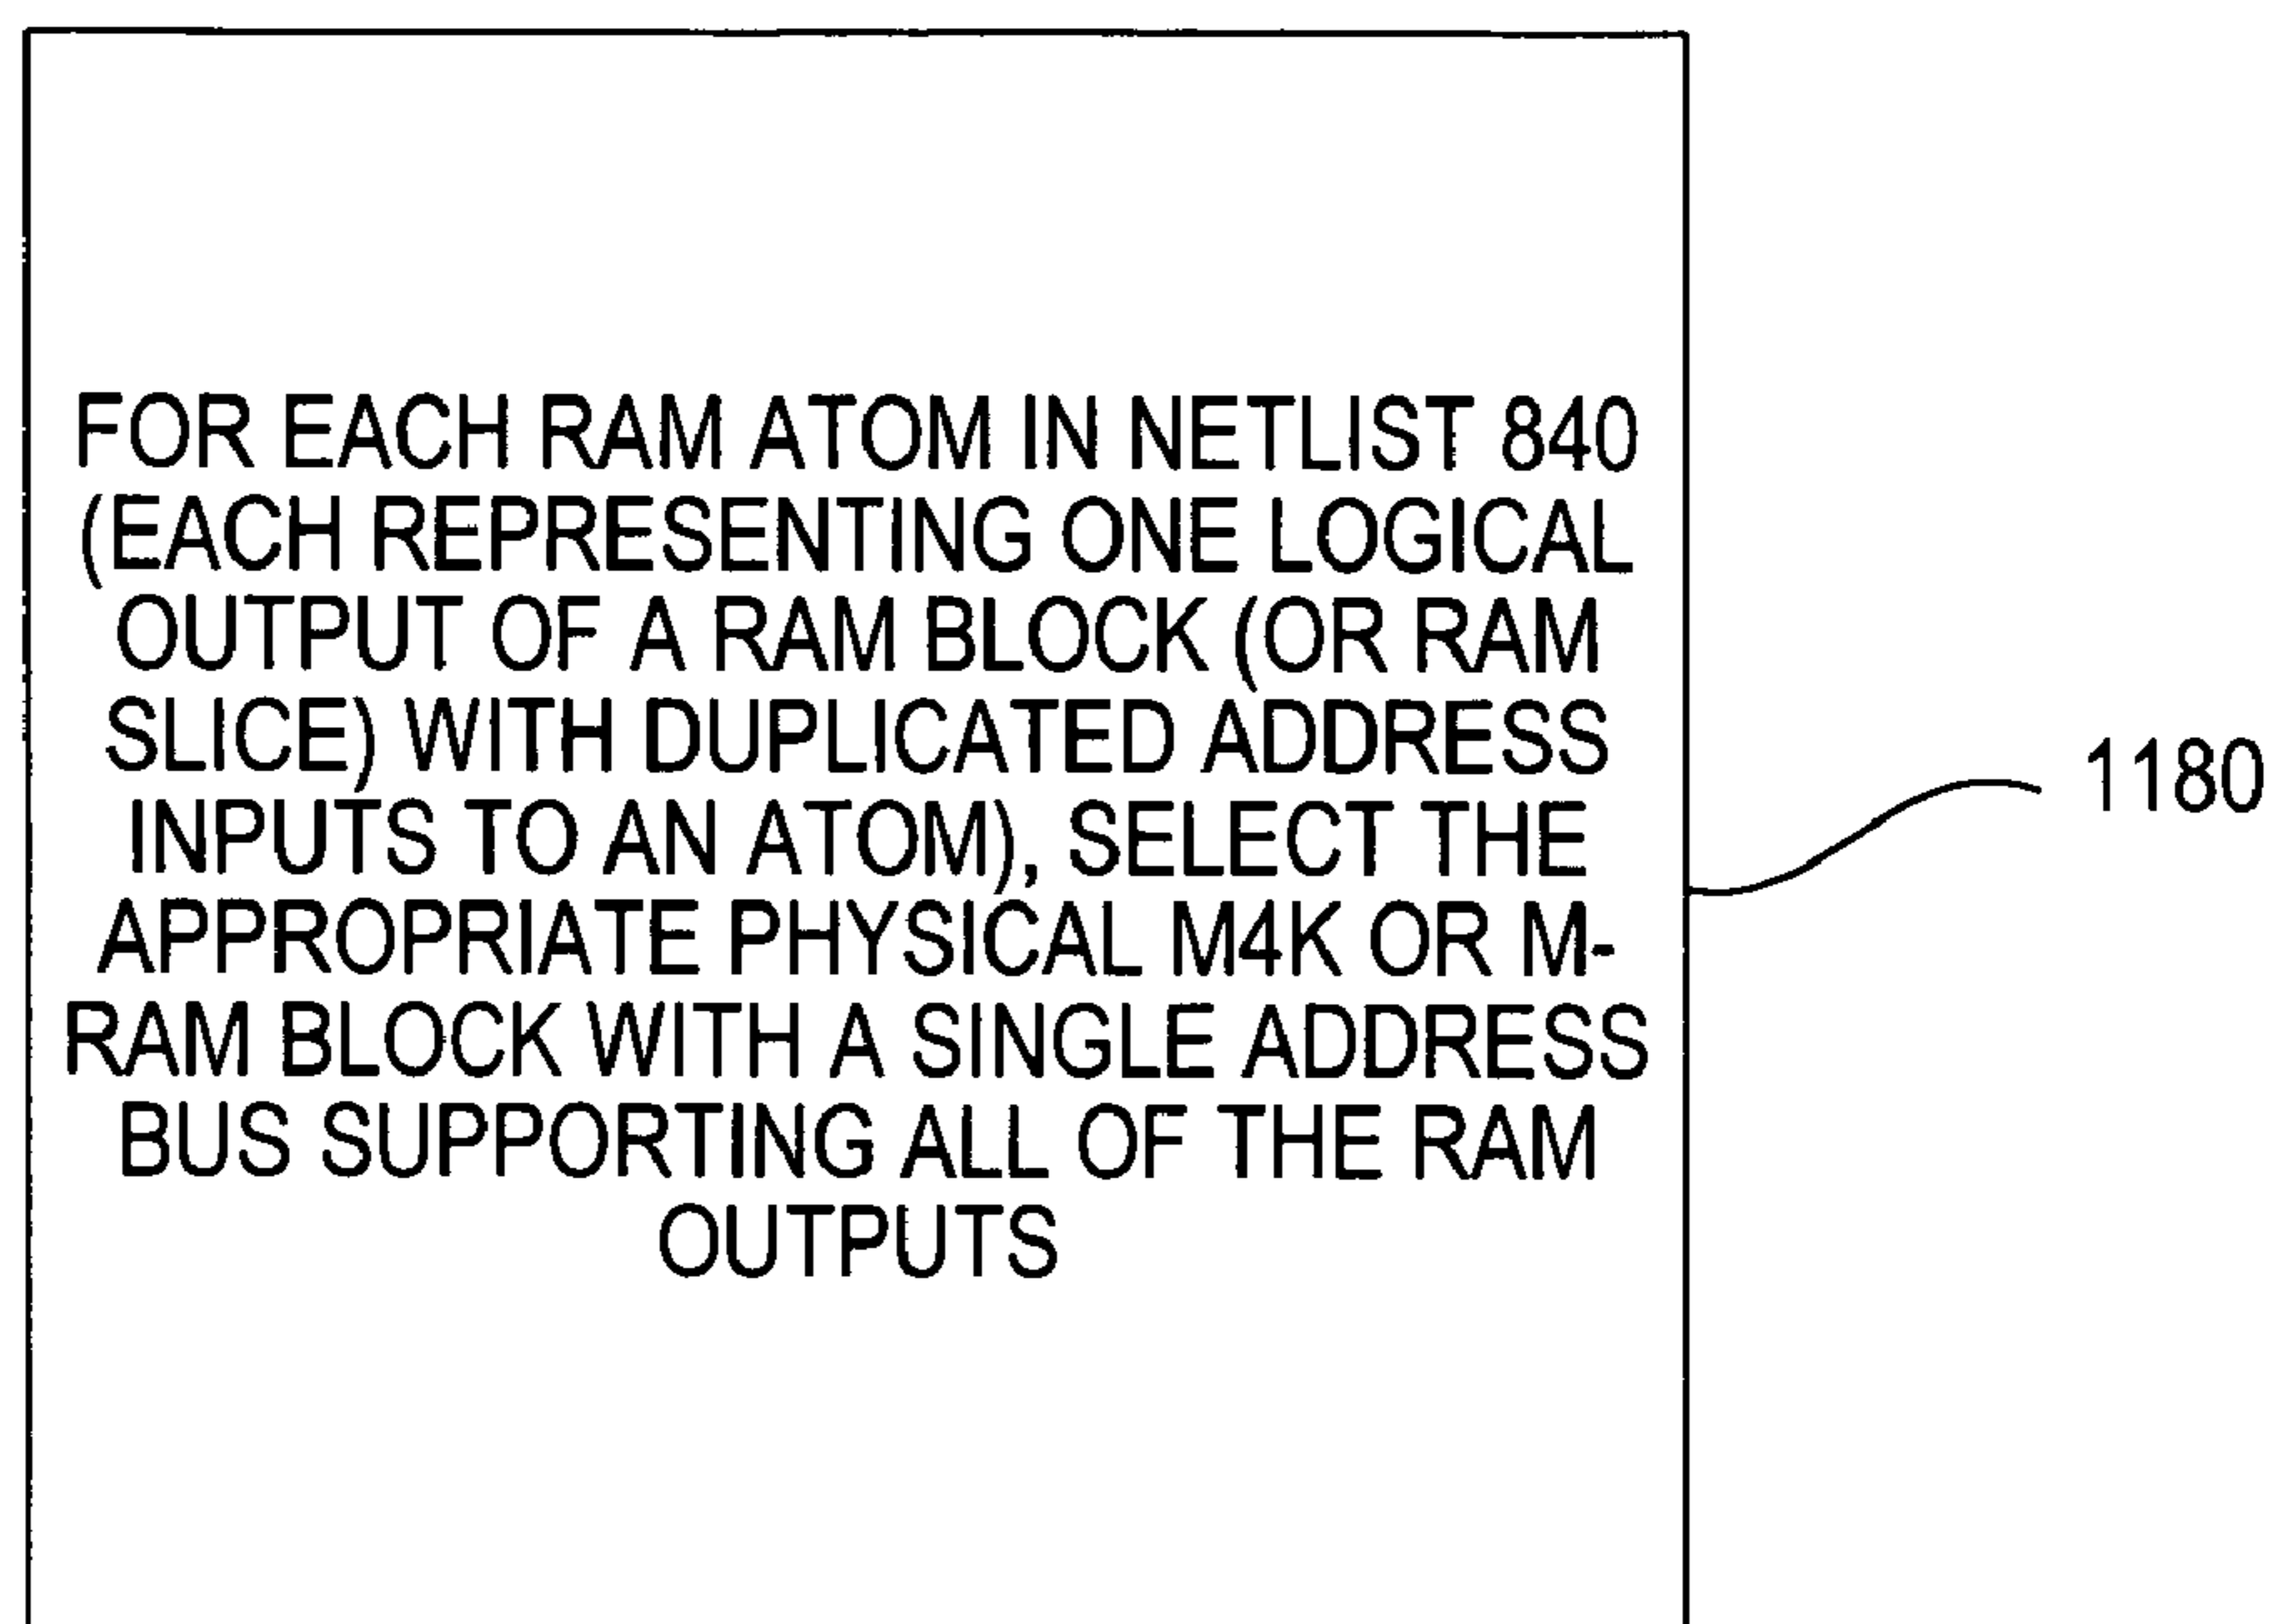 FOR EACH RAM ATOM IN NETLIST 840
(EACH REPRESENTING ONE LOGICAL
OUTPUT OF A RAM BLOCK (OR RAM
SLICE) WITH DUPLICATED ADDRESS
INPUTS TO AN ATOM), SELECT THE
APPROPRIATE PHYSICAL M4K OR M-
RAM BLOCK WITH A SINGLE ADDRESS
BUS SUPPORTING ALL OF THE RAM
OUTPUTS
1180